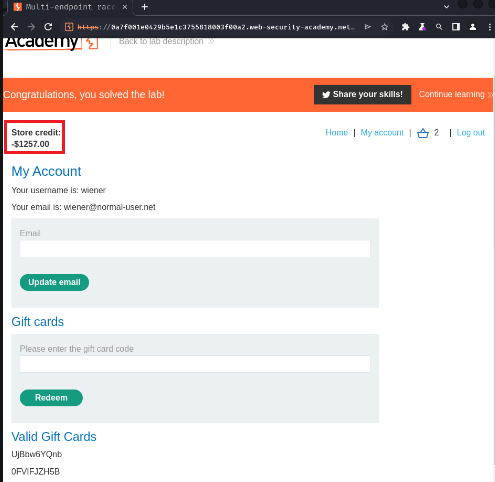 Multi-endpoint race
https://0a7f001e0429b5e1c3755818003f00a2.web-security-academy.net…
Academy
Back to lab description
Congratulations, you solved the lab!
Share your skills!
Continue learning
Store credit:
-$1257.00
Home | My account | 2 | Log out
My Account
Your username is: wiener
Your email is: wiener@normal-user.net
Email
Update email
Gift cards
Please enter the gift card code
Redeem
Valid Gift Cards
UjBbw6YQnb
0FVIFJZH5B